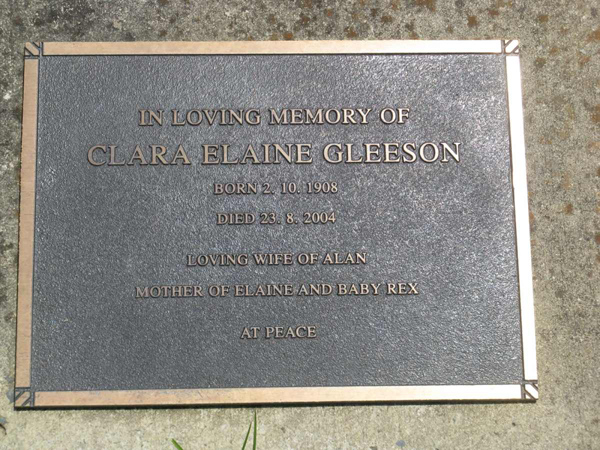 IN LOVING MEMORY OF
CLARA ELAINE GLEESON
BORN 2. 10. 1908
DIED 23. 8. 2004
LOVING WIFE OF ALAN
MOTHER OF ELAINE AND BABY REX
AT PEACE